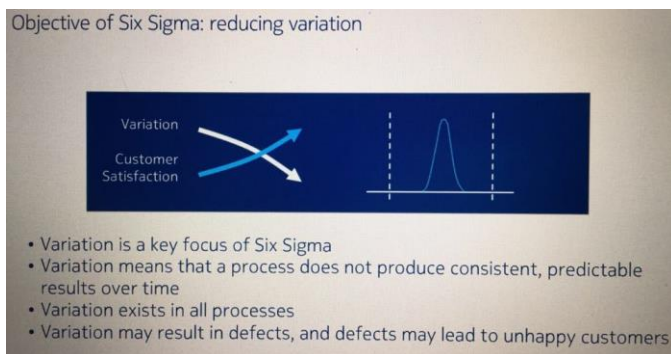 Objective of Six Sigma: reducing variation
Variation
Customer
Satisfaction
• Variation is a key focus of Six Sigma
• Variation means that a process does not produce consistent, predictable
results over time
• Variation exists in all processes
• Variation may result in defects, and defects may lead to unhappy customers